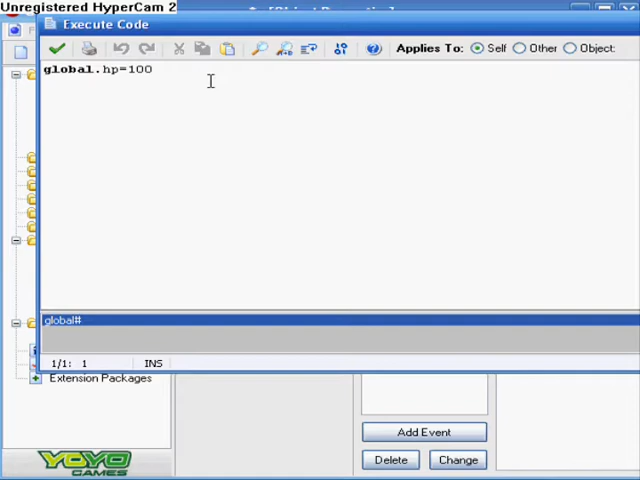 Unregistered HyperCam 2
Execute Code
Applies To: Self Other Object:
global.hp=100
global#
1/1: 1 INS
Extension Packages
Add Event
Delete Change
YOYO
GAMES